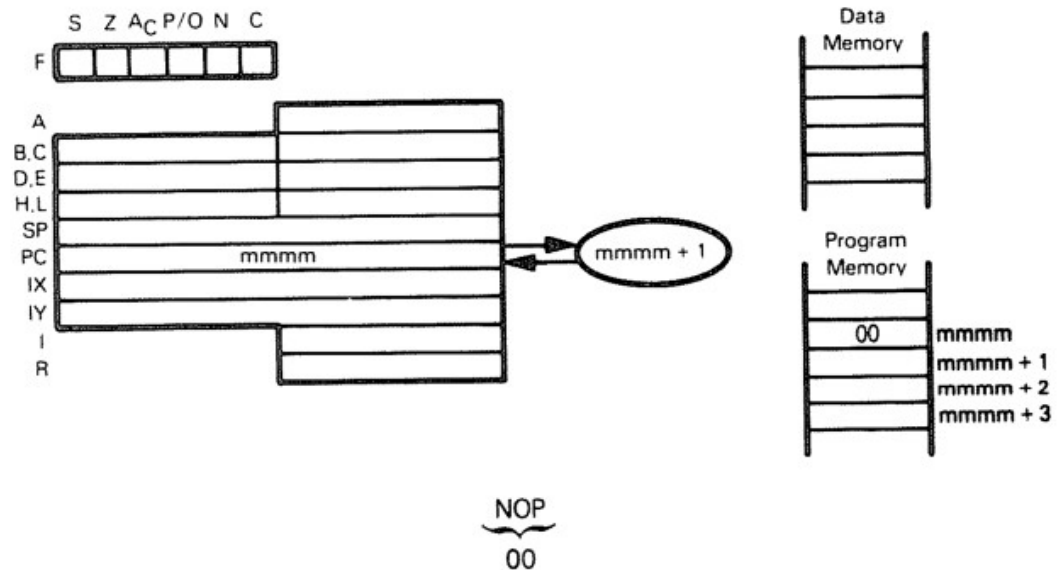 S Z AC P/O N C
F
A
B,C
D,E
H,L
SP
PC mmmm mmmm + 1
IX
IY
I
R
Data
Memory
Program
Memory
00 mmmm
mmmm + 1
mmmm + 2
mmmm + 3
NOP
00